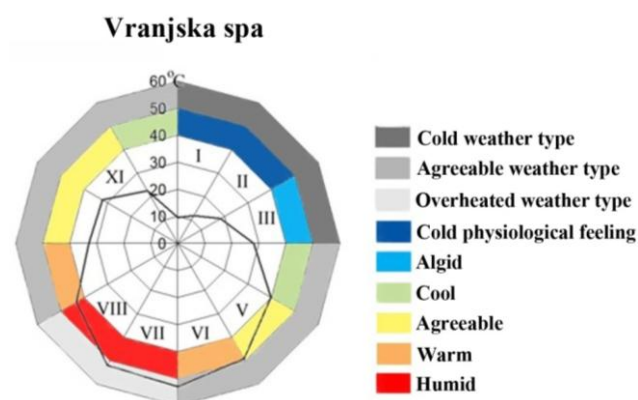 Vranjska spa
60°C
50
40
30
20
10
0
I
II
III
V
VI
VII
VIII
XI
Cold weather type
Agreeable weather type
Overheated weather type
Cold physiological feeling
Algid
Cool
Agreeable
Warm
Humid